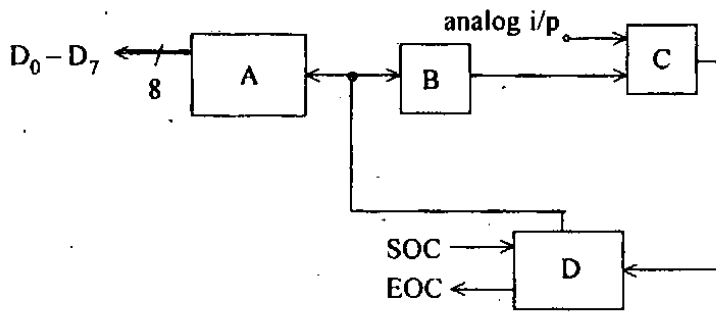 analog i/p
D₀ – D₇
8
A
B
C
SOC
EOC
D